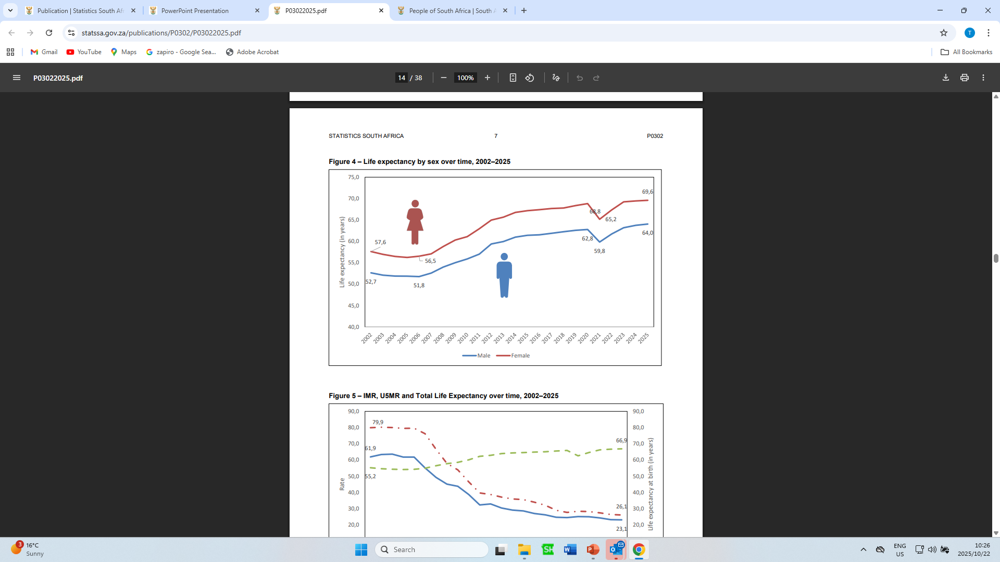 Publication | Statistics South Af
PowerPoint Presentation
P03022025.pdf
People of South Africa | South A
statssa.gov.za/publications/P0302/P03022025.pdf
T
Gmail
YouTube
Maps
zapiro - Google Sea...
Adobe Acrobat
All Bookmarks
P03022025.pdf
14 / 38
100%
STATISTICS SOUTH AFRICA 7 P0302
Figure 4 – Life expectancy by sex over time, 2002–2025
75,0
70,0
65,0
60,0
55,0
50,0
45,0
40,0
Life expectancy (in years)
69,6
68,8
65,2
64,0
62,8
59,8
57,6
56,5
52,7
51,8
2002 2003 2004 2005 2006 2007 2008 2009 2010 2011 2012 2013 2014 2015 2016 2017 2018 2019 2020 2021 2022 2023 2024 2025
Male Female
Figure 5 – IMR, U5MR and Total Life Expectancy over time, 2002–2025
90,0
80,0
70,0
60,0
50,0
40,0
30,0
20,0
Rate
79,9
61,9
55,2
66,9
26,1
23,1
90,0
80,0
70,0
60,0
50,0
40,0
30,0
20,0
Life expectancy at birth (in years)
3
16°C
Sunny
Search
SH
W
P
O
ENG
US
10:26
2025/10/22